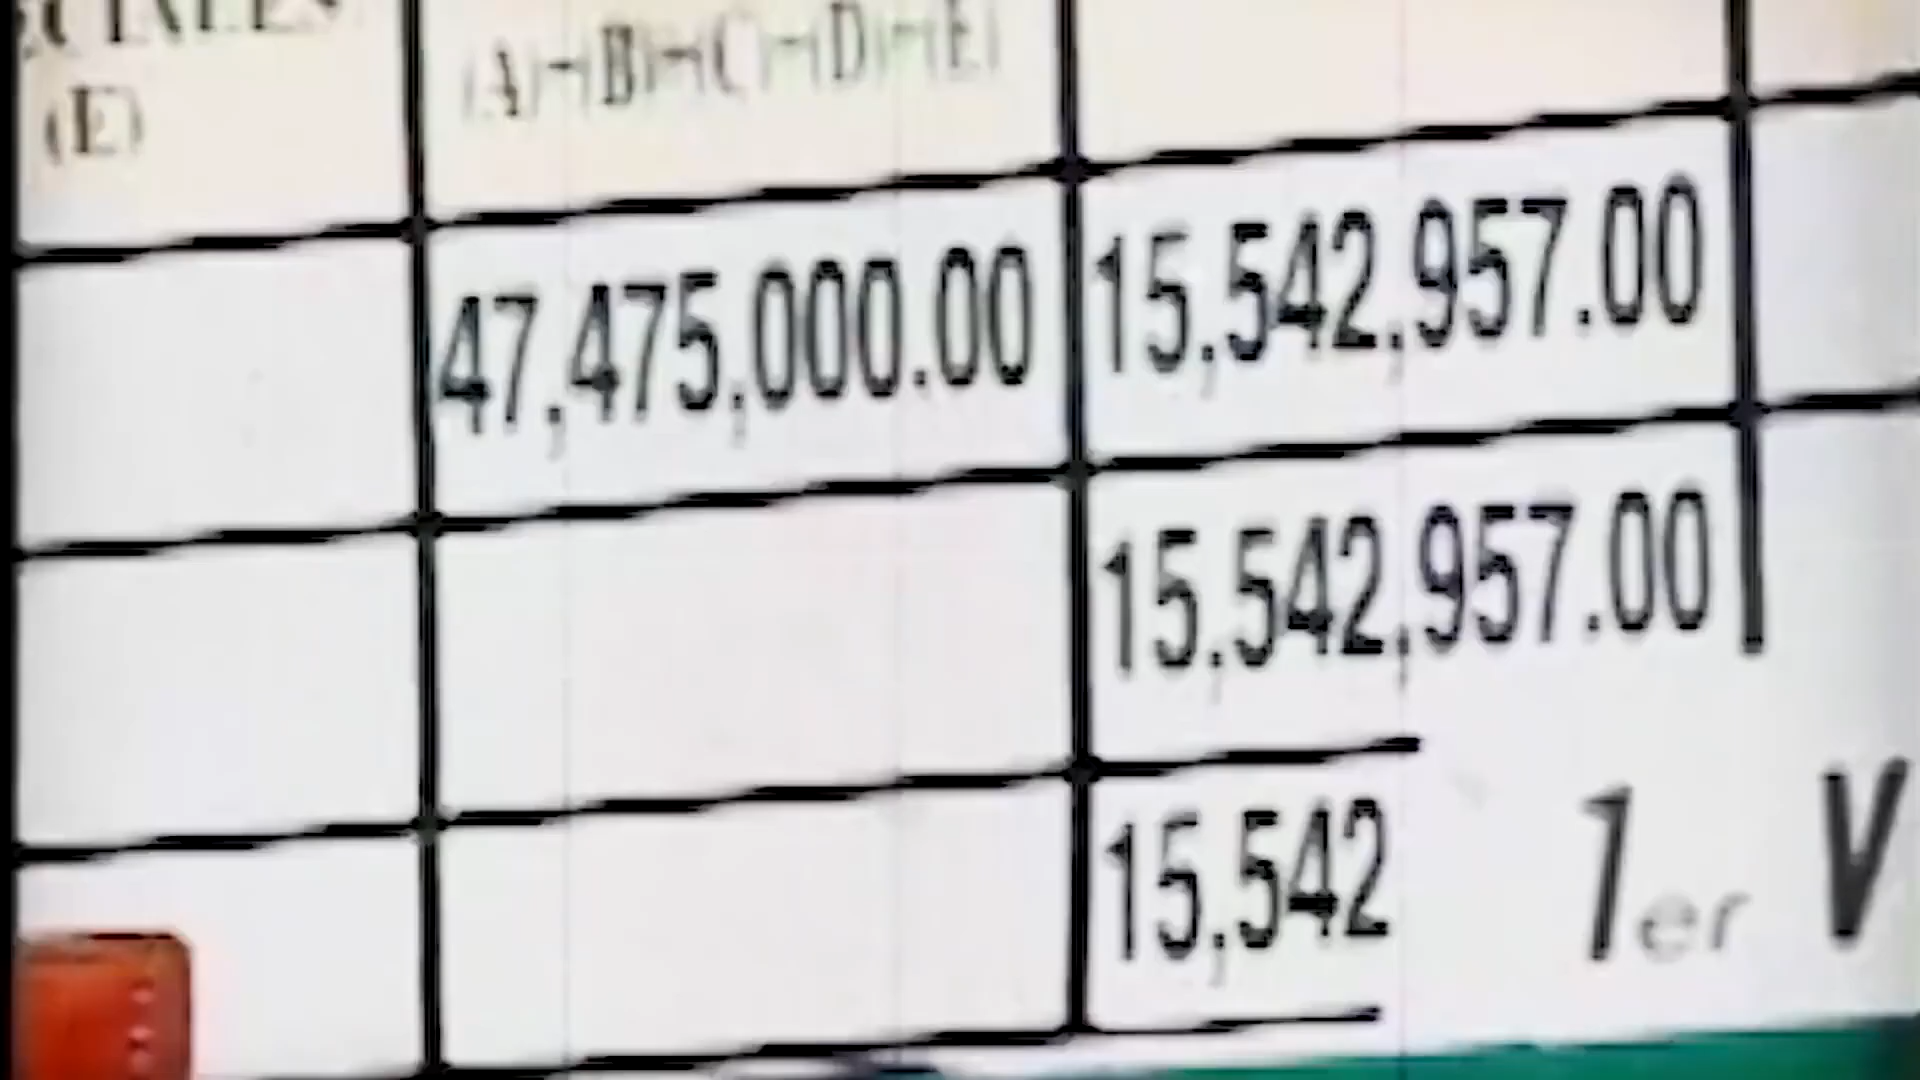 (E)
(A)+(B)+(C)+(D)+(E)
47,475,000.00 15,542,957.00
15,542,957.00
15,542
1er V